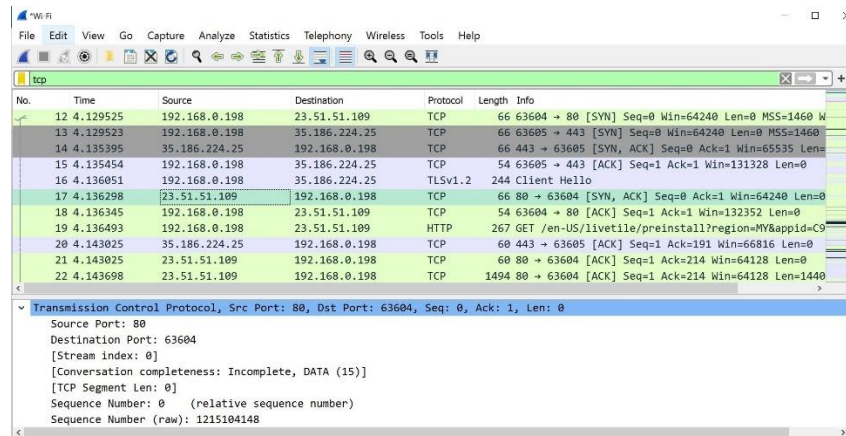 *Wi-Fi
File Edit View Go Capture Analyze Statistics Telephony Wireless Tools Help
tcp
No. Time Source Destination Protocol Length Info
12 4.129525 192.168.0.198 23.51.51.109 TCP 66 63604 → 80 [SYN] Seq=0 Win=64240 Len=0 MSS=1460 W
13 4.129523 192.168.0.198 35.186.224.25 TCP 66 63605 → 443 [SYN] Seq=0 Win=64240 Len=0 MSS=1460
14 4.135395 35.186.224.25 192.168.0.198 TCP 66 443 → 63605 [SYN, ACK] Seq=0 Ack=1 Win=65535 Len=
15 4.135454 192.168.0.198 35.186.224.25 TCP 54 63605 → 443 [ACK] Seq=1 Ack=1 Win=131328 Len=0
16 4.136051 192.168.0.198 35.186.224.25 TLSv1.2 244 Client Hello
17 4.136298 23.51.51.109 192.168.0.198 TCP 66 80 → 63604 [SYN, ACK] Seq=0 Ack=1 Win=64240 Len=0
18 4.136345 192.168.0.198 23.51.51.109 TCP 54 63604 → 80 [ACK] Seq=1 Ack=1 Win=132352 Len=0
19 4.136493 192.168.0.198 23.51.51.109 HTTP 267 GET /en-US/livetile/preinstall?region=MY&appid=C9
20 4.143025 35.186.224.25 192.168.0.198 TCP 60 443 → 63605 [ACK] Seq=1 Ack=191 Win=66816 Len=0
21 4.143025 23.51.51.109 192.168.0.198 TCP 60 80 → 63604 [ACK] Seq=1 Ack=214 Win=64128 Len=0
22 4.143698 23.51.51.109 192.168.0.198 TCP 1494 80 → 63604 [ACK] Seq=1 Ack=214 Win=64128 Len=1440
Transmission Control Protocol, Src Port: 80, Dst Port: 63604, Seq: 0, Ack: 1, Len: 0
Source Port: 80
Destination Port: 63604
[Stream index: 0]
[Conversation completeness: Incomplete, DATA (15)]
[TCP Segment Len: 0]
Sequence Number: 0 (relative sequence number)
Sequence Number (raw): 1215104148